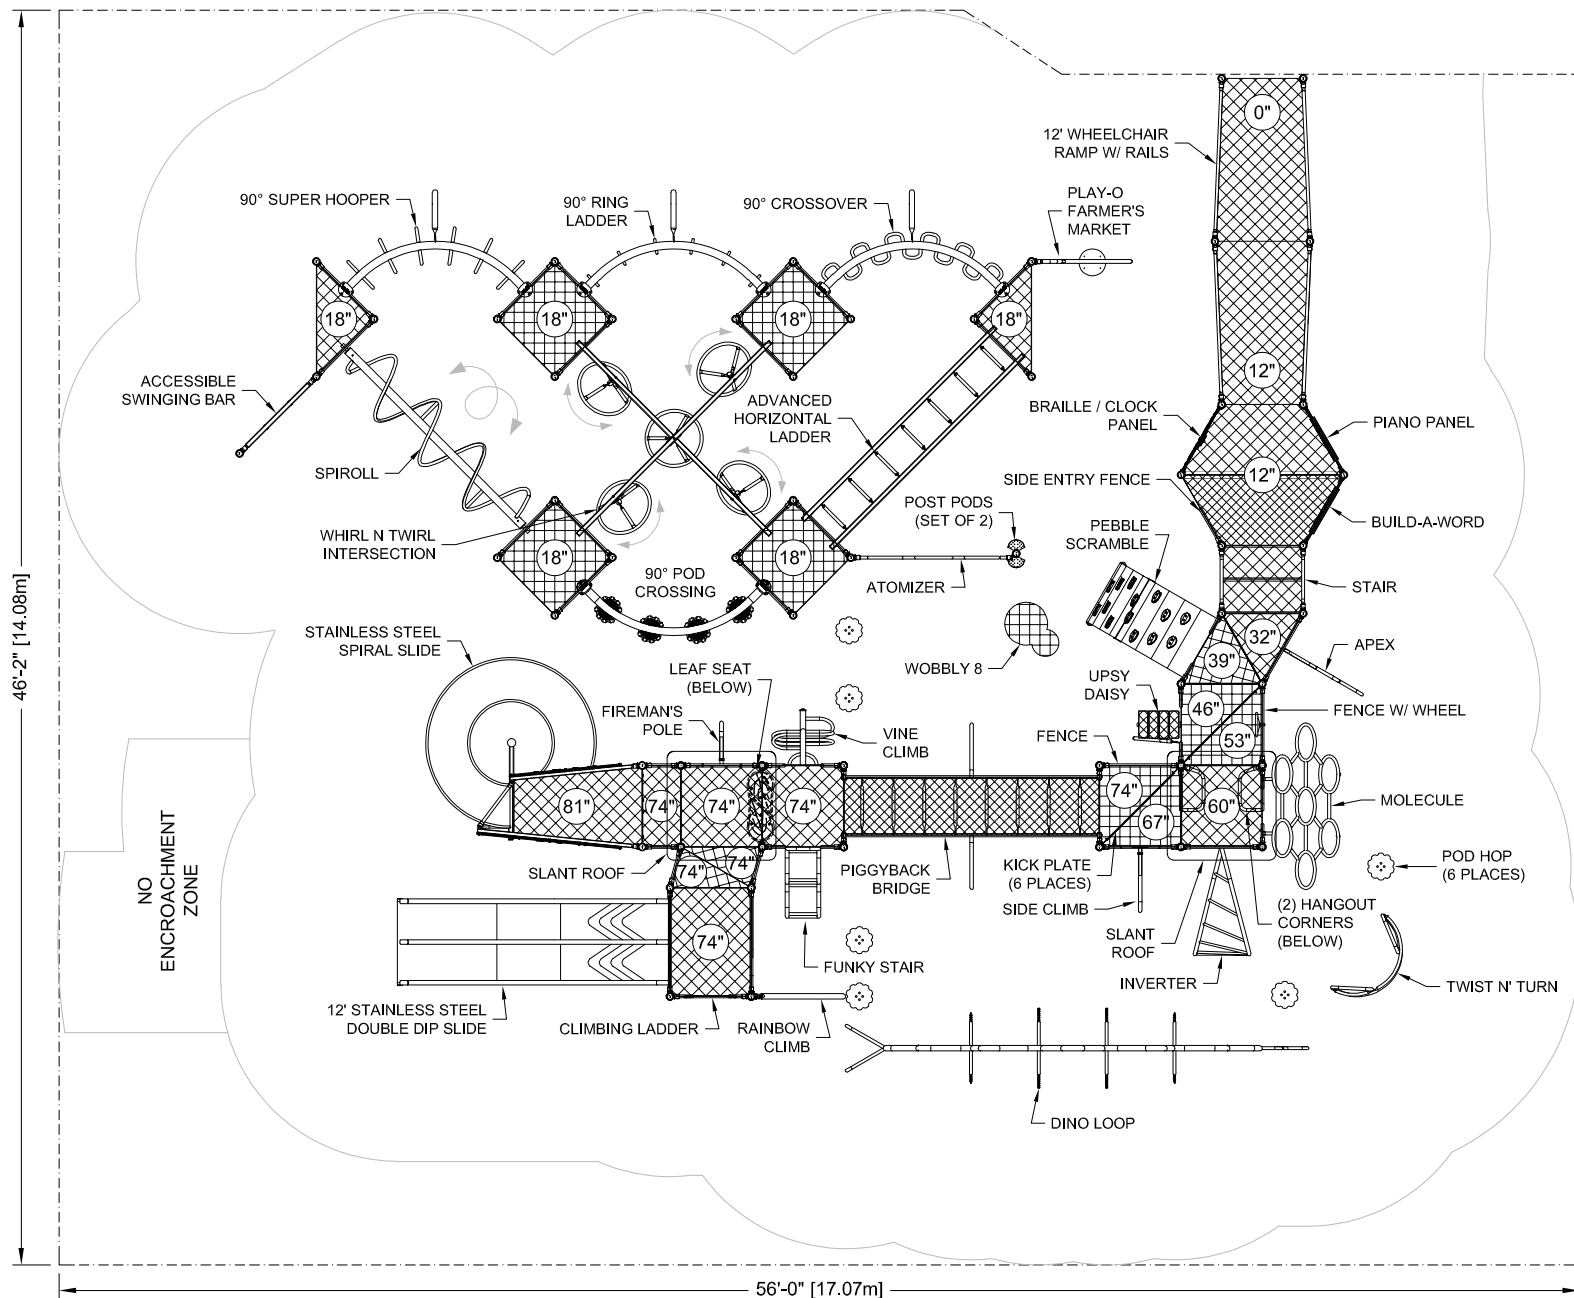 0"
12' WHEELCHAIR
RAMP W/ RAILS
90° SUPER HOOPER
90° RING
LADDER
90° CROSSOVER
PLAY-O
FARMER'S
MARKET
18"
18"
18"
18"
12"
ACCESSIBLE
SWINGING BAR
ADVANCED
HORIZONTAL
LADDER
BRAILLE / CLOCK
PANEL
PIANO PANEL
SPIROLL
SIDE ENTRY FENCE
12"
POST PODS
(SET OF 2)
BUILD-A-WORD
WHIRL N TWIRL
INTERSECTION
PEBBLE
SCRAMBLE
18"
18"
90° POD
CROSSING
ATOMIZER
STAIR
STAINLESS STEEL
SPIRAL SLIDE
32"
APEX
LEAF SEAT
(BELOW)
WOBBLY 8
39"
UPSY
DAISY
46"
FENCE W/ WHEEL
FIREMAN'S
POLE
VINE
CLIMB
FENCE
53"
81"
74"
74"
74"
74"
67"
60"
MOLECULE
NO
ENCROACHMENT
ZONE
SLANT ROOF
74"
74"
PIGGYBACK
BRIDGE
KICK PLATE
(6 PLACES)
POD HOP
(6 PLACES)
SIDE CLIMB
(2) HANGOUT
CORNERS
(BELOW)
SLANT
ROOF
74"
FUNKY STAIR
INVERTER
TWIST N' TURN
12' STAINLESS STEEL
DOUBLE DIP SLIDE
CLIMBING LADDER
RAINBOW
CLIMB
DINO LOOP
46'-2" [14.08m]
56'-0" [17.07m]